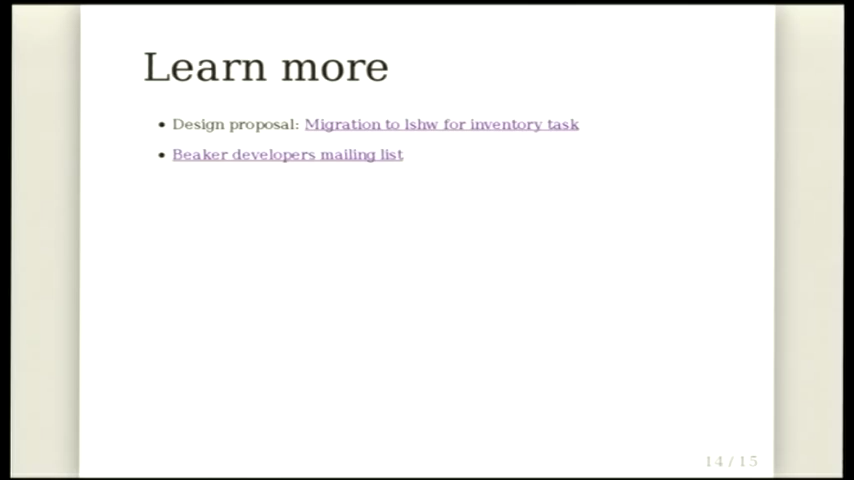 Learn more
• Design proposal: Migration to lshw for inventory task
• Beaker developers mailing list
14 / 15